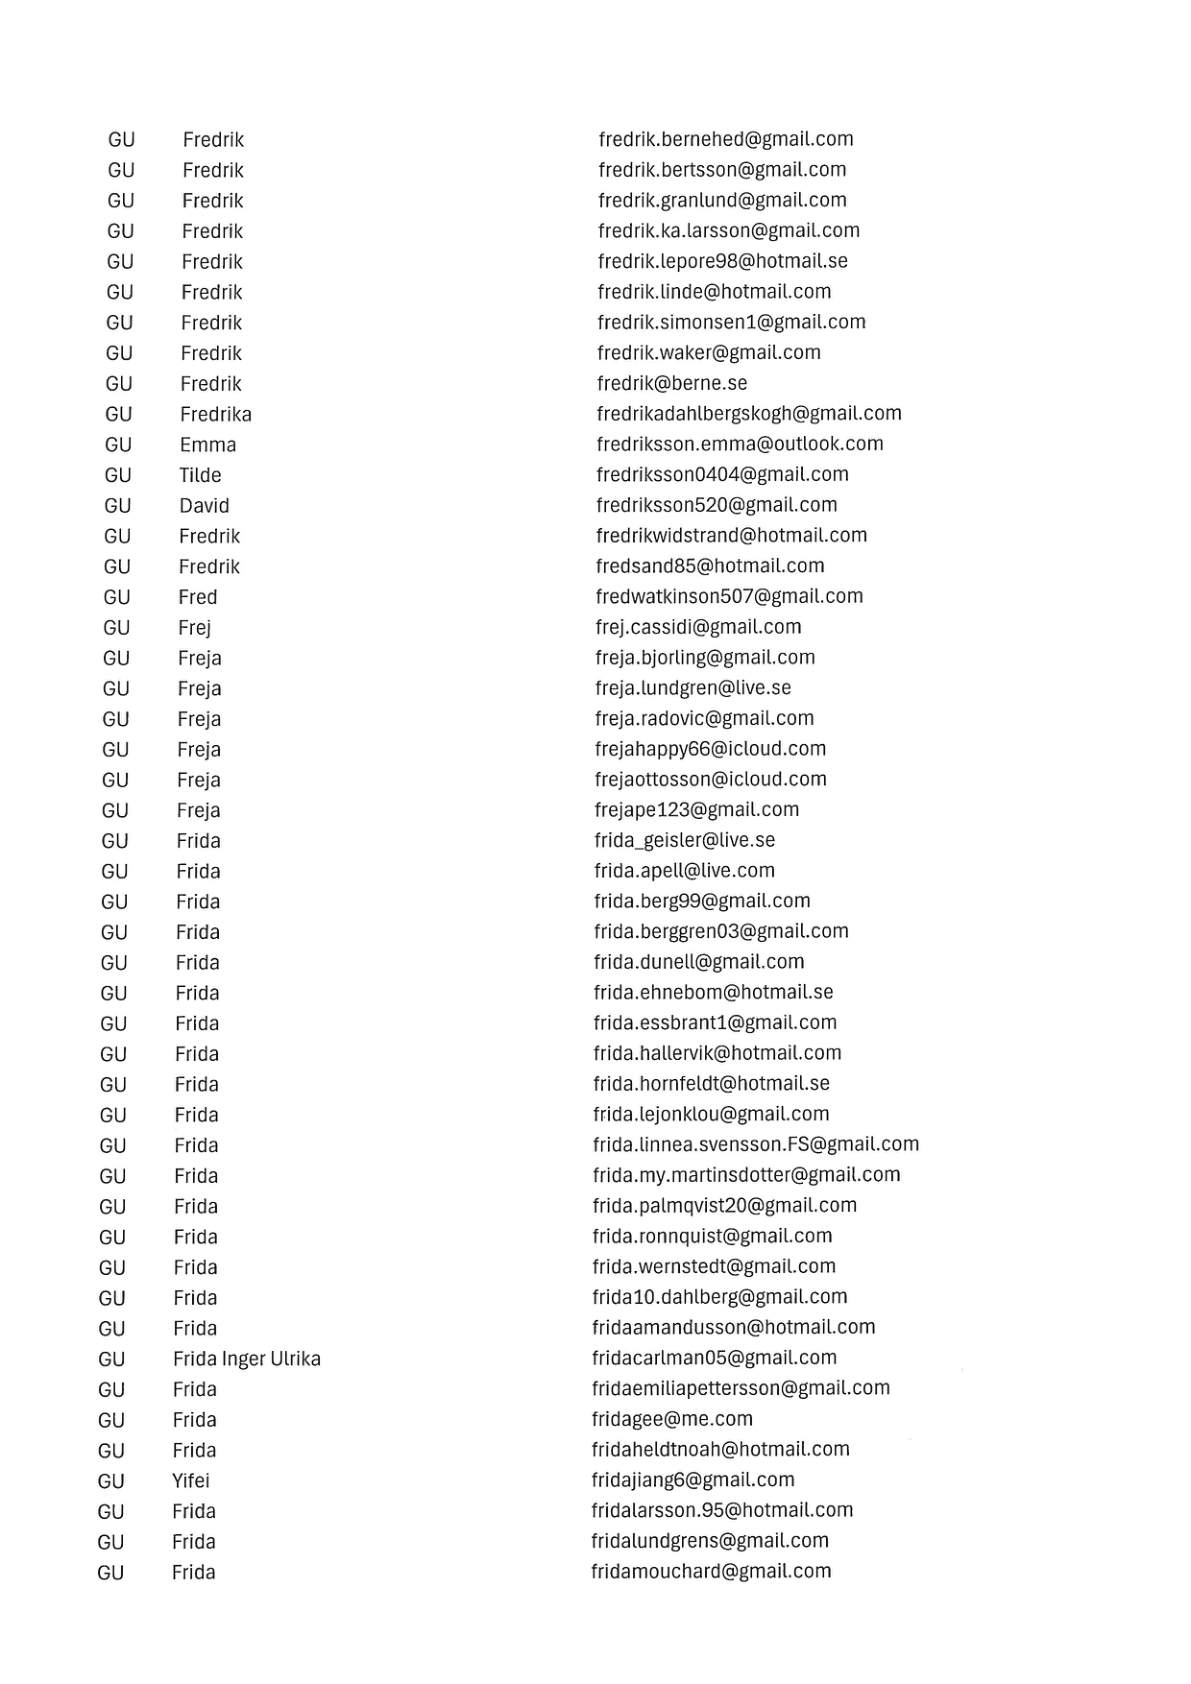 GU Fredrik fredrik.bernehed@gmail.com
GU Fredrik fredrik.bertsson@gmail.com
GU Fredrik fredrik.granlund@gmail.com
GU Fredrik fredrik.ka.larsson@gmail.com
GU Fredrik fredrik.lepore98@hotmail.se
GU Fredrik fredrik.linde@hotmail.com
GU Fredrik fredrik.simonsen1@gmail.com
GU Fredrik fredrik.waker@gmail.com
GU Fredrik fredrik@berne.se
GU Fredrika fredrikadahlbergskogh@gmail.com
GU Emma fredriksson.emma@outlook.com
GU Tilde fredriksson0404@gmail.com
GU David fredriksson520@gmail.com
GU Fredrik fredrikwidstrand@hotmail.com
GU Fredrik fredsand85@hotmail.com
GU Fred fredwatkinson507@gmail.com
GU Frej frej.cassidi@gmail.com
GU Freja freja.bjorling@gmail.com
GU Freja freja.lundgren@live.se
GU Freja freja.radovic@gmail.com
GU Freja frejahappy66@icloud.com
GU Freja frejaottosson@icloud.com
GU Freja frejape123@gmail.com
GU Frida frida_geisler@live.se
GU Frida frida.apell@live.com
GU Frida frida.berg99@gmail.com
GU Frida frida.berggren03@gmail.com
GU Frida frida.dunell@gmail.com
GU Frida frida.ehnebom@hotmail.se
GU Frida frida.essbrant1@gmail.com
GU Frida frida.hallervik@hotmail.com
GU Frida frida.hornfeldt@hotmail.se
GU Frida frida.lejonklou@gmail.com
GU Frida frida.linnea.svensson.FS@gmail.com
GU Frida frida.my.martinsdotter@gmail.com
GU Frida frida.palmqvist20@gmail.com
GU Frida frida.ronnquist@gmail.com
GU Frida frida.wernstedt@gmail.com
GU Frida frida10.dahlberg@gmail.com
GU Frida fridaamandusson@hotmail.com
GU Frida Inger Ulrika fridacarlman05@gmail.com
GU Frida fridaemiliapettersson@gmail.com
GU Frida fridagee@me.com
GU Frida fridaheldtnoah@hotmail.com
GU Yifei fridajiang6@gmail.com
GU Frida fridalarsson.95@hotmail.com
GU Frida fridalundgrens@gmail.com
GU Frida fridamouchard@gmail.com